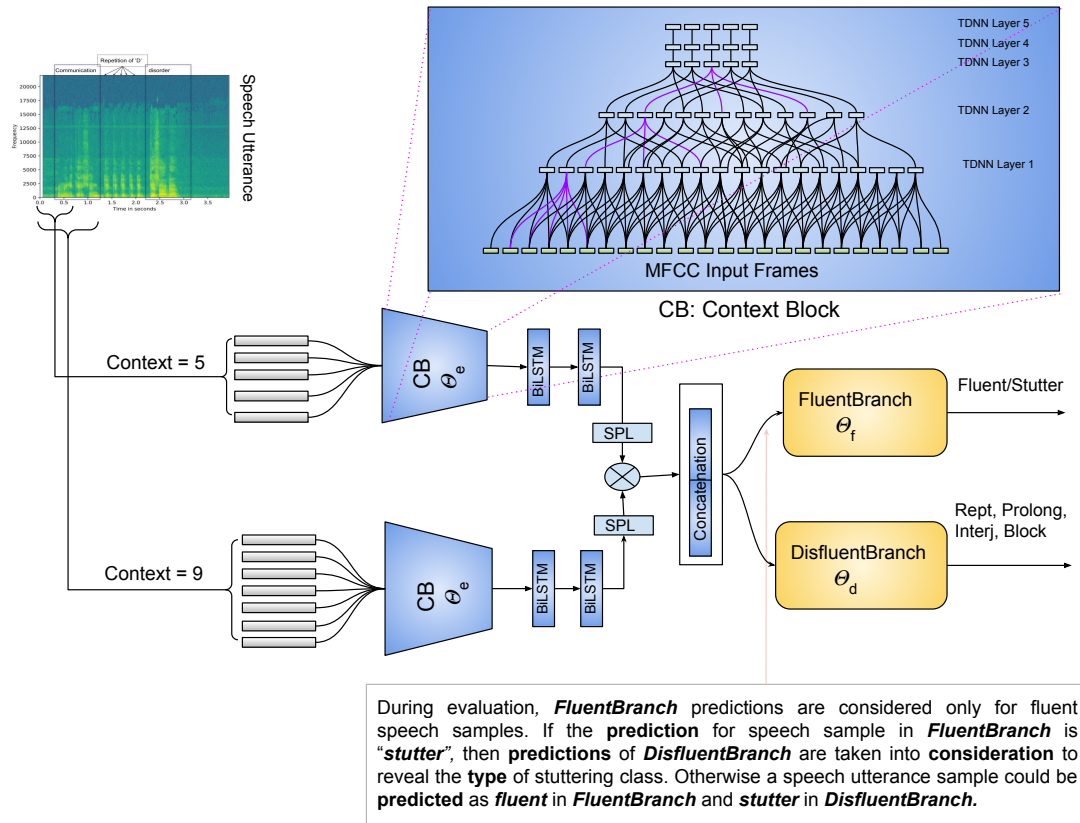 Repetition of 'D'
Communication
disorder
Frequency
20000
17500
15000
12500
10000
7500
5000
2500
0
0.0 0.5 1.0 1.5 2.0 2.5 3.0 3.5
Time in seconds
Speech Utterance
TDNN Layer 5
TDNN Layer 4
TDNN Layer 3
TDNN Layer 2
TDNN Layer 1
MFCC Input Frames
CB: Context Block
Context = 5
CB
Θe
BiLSTM
BiLSTM
SPL
Context = 9
CB
Θe
BiLSTM
BiLSTM
SPL
Concatenation
FluentBranch
Θf
Fluent/Stutter
DisfluentBranch
Θd
Rept, Prolong,
Interj, Block
During evaluation, FluentBranch predictions are considered only for fluent
speech samples. If the prediction for speech sample in FluentBranch is
“stutter”, then predictions of DisfluentBranch are taken into consideration to
reveal the type of stuttering class. Otherwise a speech utterance sample could be
predicted as fluent in FluentBranch and stutter in DisfluentBranch.